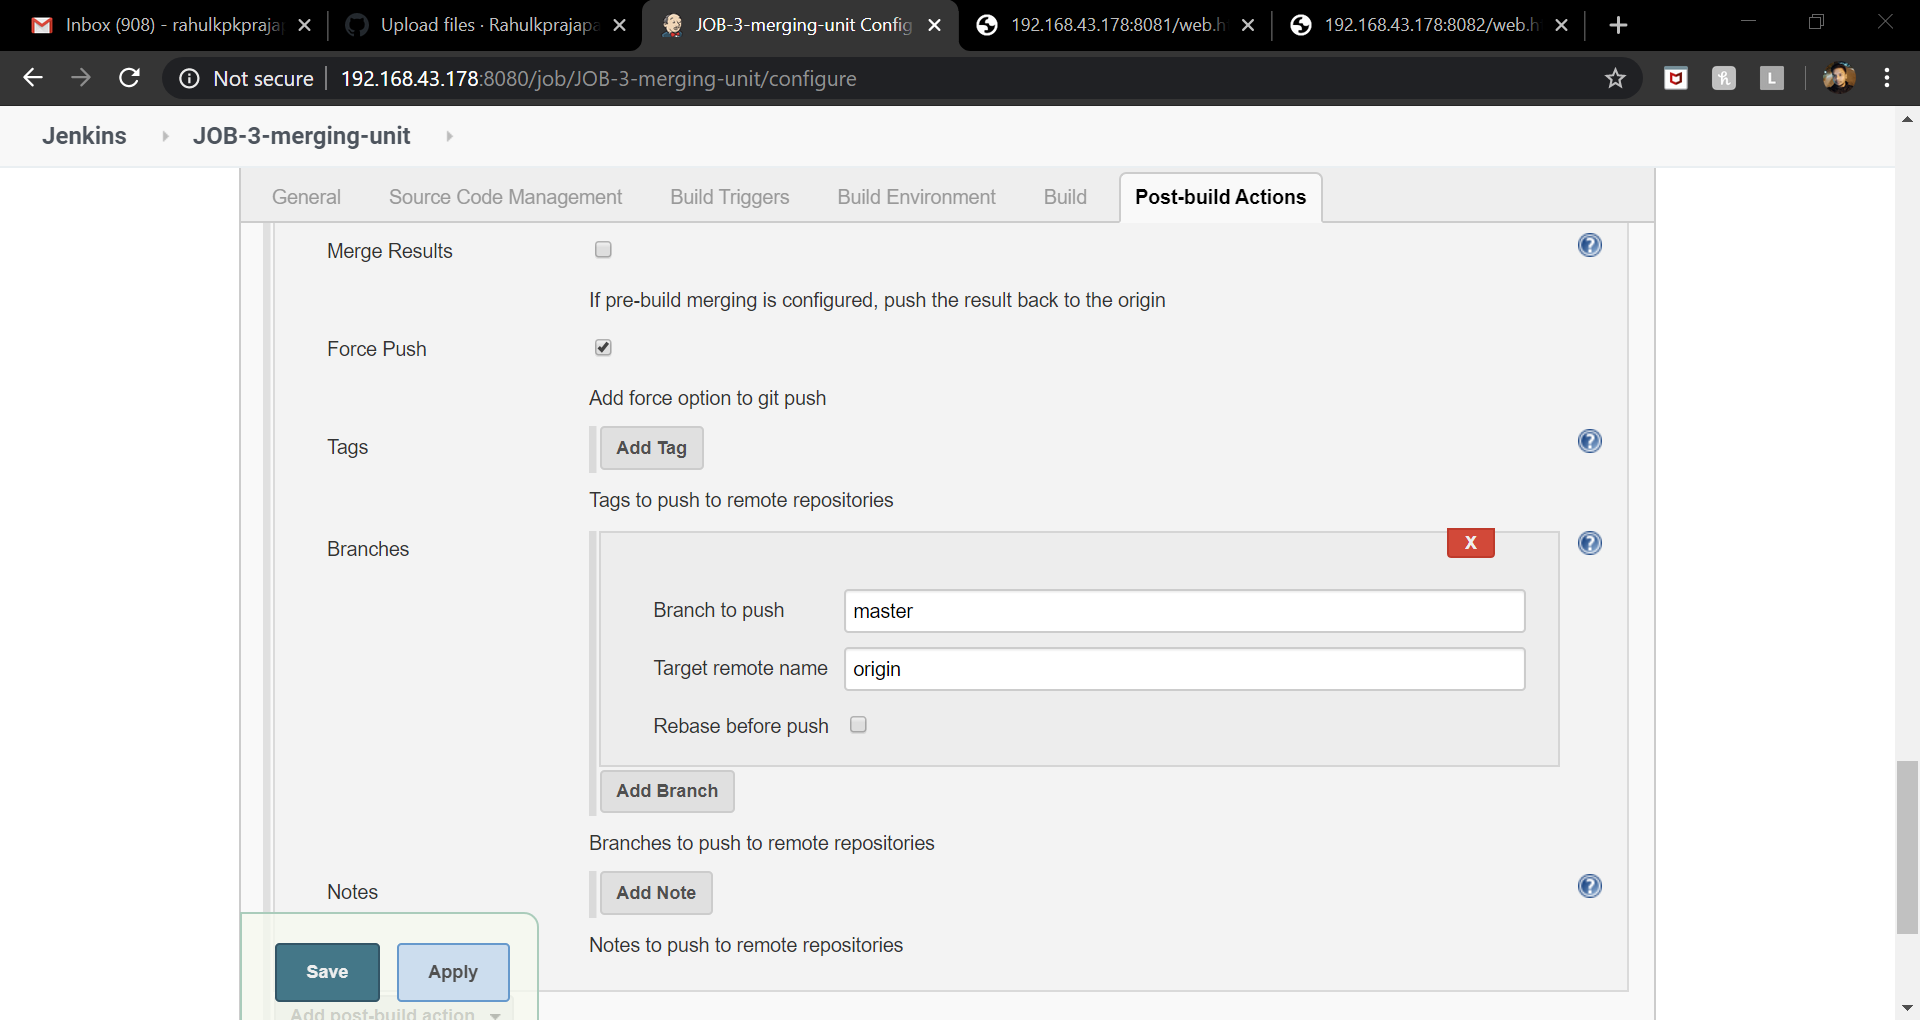 Inbox (908) - rahulkpkpraja
Upload files · Rahulkprajapa
JOB-3-merging-unit Config
192.168.43.178:8081/web.h
192.168.43.178:8082/web.h
Not secure
192.168.43.178:8080/job/JOB-3-merging-unit/configure
L
Jenkins
JOB-3-merging-unit
General
Source Code Management
Build Triggers
Build Environment
Build
Post-build Actions
Merge Results
If pre-build merging is configured, push the result back to the origin
Force Push
Add force option to git push
Tags
Add Tag
Tags to push to remote repositories
Branches
X
Branch to push
master
Target remote name
origin
Rebase before push
Add Branch
Branches to push to remote repositories
Notes
Add Note
Notes to push to remote repositories
Save
Apply
Add post-build action